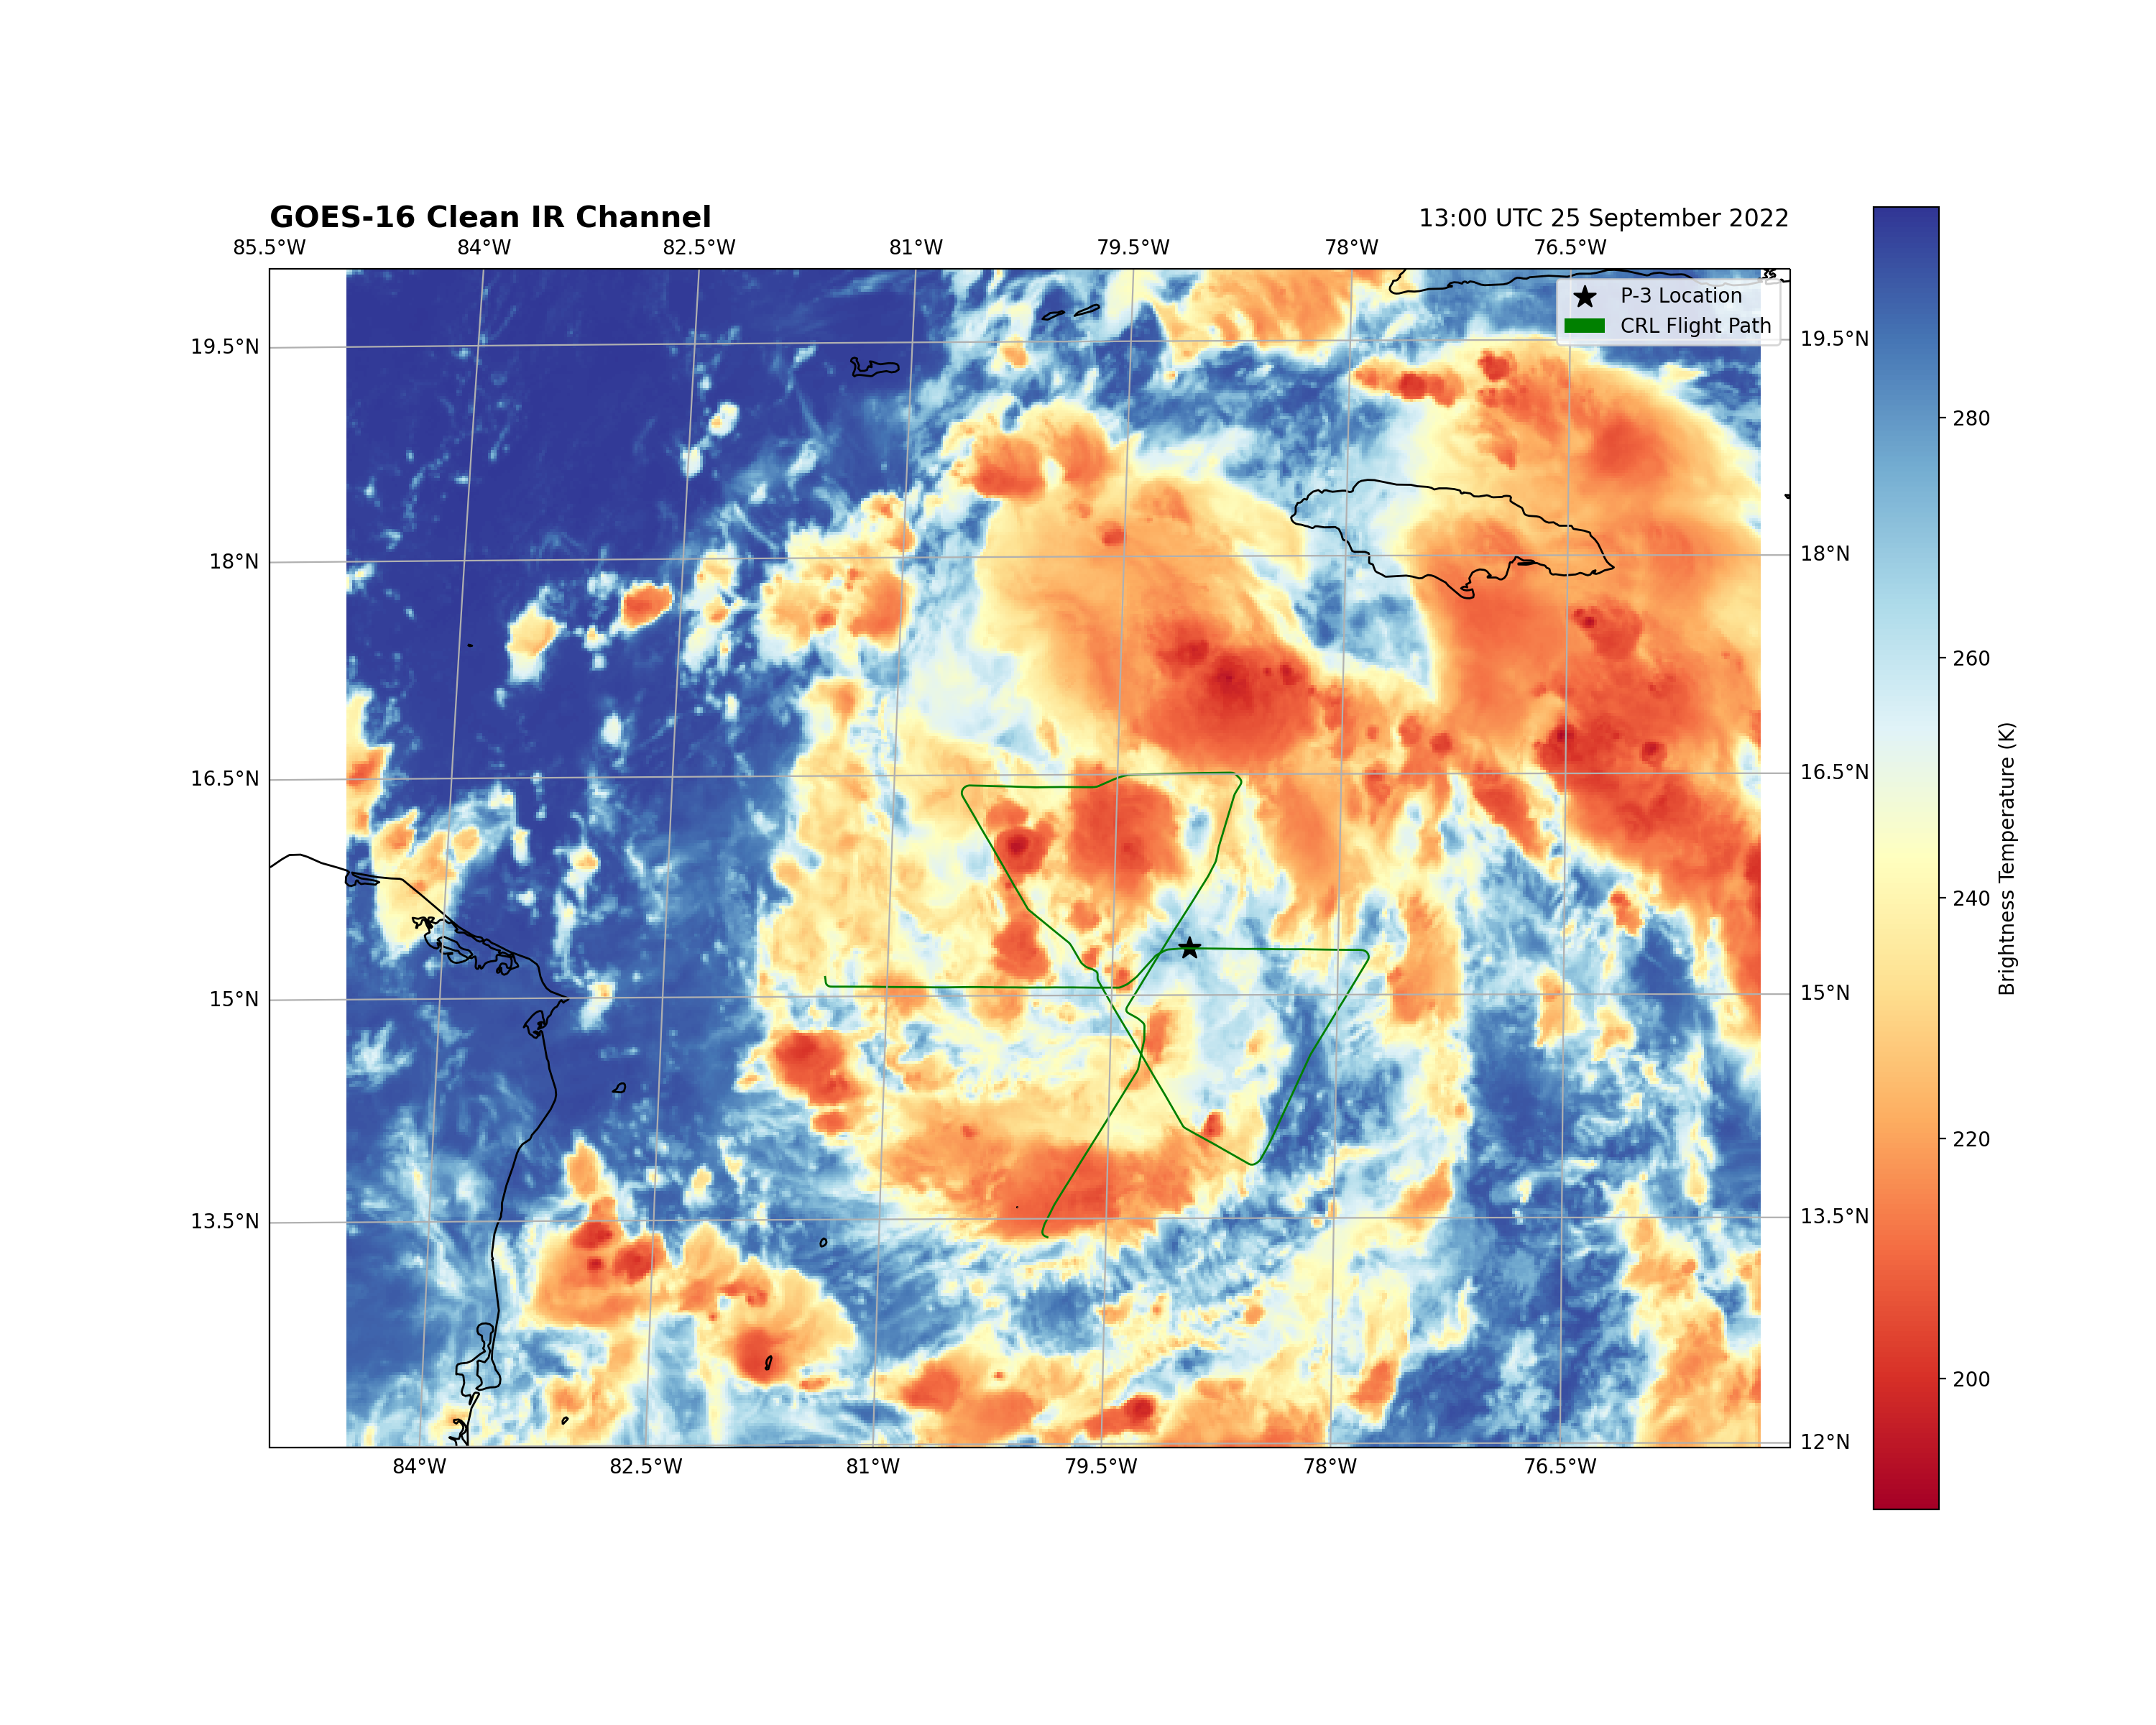 GOES-16 Clean IR Channel
13:00 UTC 25 September 2022
85.5°W 84°W 82.5°W 81°W 79.5°W 78°W 76.5°W
P-3 Location
CRL Flight Path
19.5°N 19.5°N
18°N 18°N
16.5°N 16.5°N
15°N 15°N
13.5°N 13.5°N
12°N
84°W 82.5°W 81°W 79.5°W 78°W 76.5°W
280
260
240
220
200
Brightness Temperature (K)